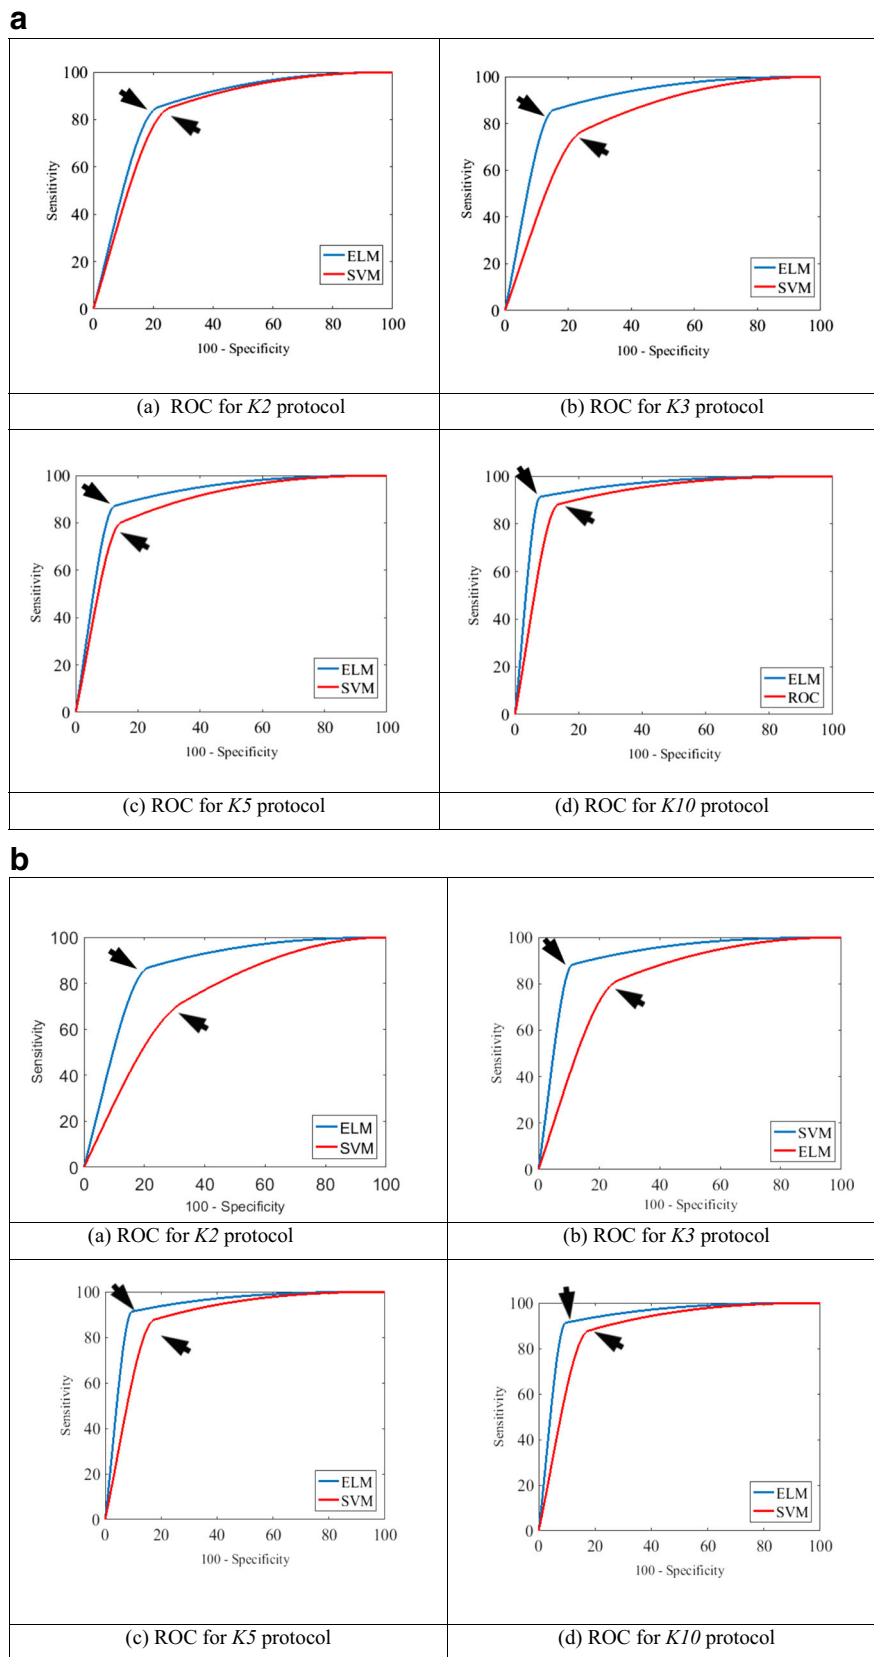 a
100
80
60
40
20
0
Sensitivity
0 20 40 60 80 100
100 - Specificity
ELM
SVM
(a) ROC for K2 protocol
100
80
60
40
20
0
Sensitivity
0 20 40 60 80 100
100 - Specificity
ELM
SVM
(b) ROC for K3 protocol
100
80
60
40
20
0
Sensitivity
0 20 40 60 80 100
100 - Specificity
ELM
SVM
(c) ROC for K5 protocol
100
80
60
40
20
0
Sensitivity
0 20 40 60 80 100
100 - Specificity
ELM
ROC
(d) ROC for K10 protocol
b
100
80
60
40
20
0
Sensitivity
0 20 40 60 80 100
100 - Specificity
ELM
SVM
(a) ROC for K2 protocol
100
80
60
40
20
0
Sensitivity
0 20 40 60 80 100
100 - Specificity
SVM
ELM
(b) ROC for K3 protocol
100
80
60
40
20
0
Sensitivity
0 20 40 60 80 100
100 - Specificity
ELM
SVM
(c) ROC for K5 protocol
100
80
60
40
20
0
Sensitivity
0 20 40 60 80 100
100 - Specificity
ELM
SVM
(d) ROC for K10 protocol